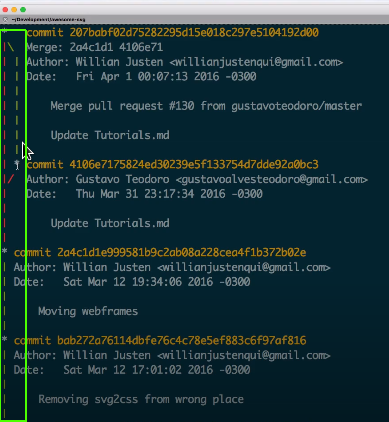 ~/Development/awesome-svg
* commit 207babf02d75282295d15e018c297e5104192d00
|\ Merge: 2a4c1d1 4106e71
| | Author: Willian Justen <willianjustenqui@gmail.com>
| | Date: Fri Apr 1 00:07:13 2016 -0300
| | Merge pull request #130 from gustavoteodoro/master
| | Update Tutorials.md
| * commit 4106e7175824ed30239e5f133754d7dde92a0bc3
|/ Author: Gustavo Teodoro <gustavoalvesteodoro@gmail.com>
| Date: Thu Mar 31 23:17:34 2016 -0300
| Update Tutorials.md
* commit 2a4c1d1e999581b9c2ab08a228cea4f1b372b02e
| Author: Willian Justen <willianjustenqui@gmail.com>
| Date: Sat Mar 12 19:34:06 2016 -0300
| Moving webframes
* commit bab272a76114dbfe76c4c78e5ef883c6f97af816
| Author: Willian Justen <willianjustenqui@gmail.com>
| Date: Sat Mar 12 17:01:02 2016 -0300
| Removing svg2css from wrong place